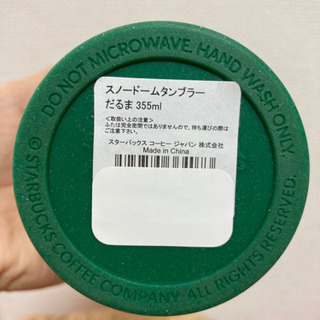 DO NOT MICROWAVE. HAND WASH ONLY.
スノードームタンブラー
だるま 355ml
<取扱い上の注意>
ふたは完全密閉ではありませんので、持ち運びの際は
ご注意下さい。
スターバックス コーヒー ジャパン 株式会社
Made in China
© STARBUCKS COFFEE COMPANY. ALL RIGHTS RESERVED.